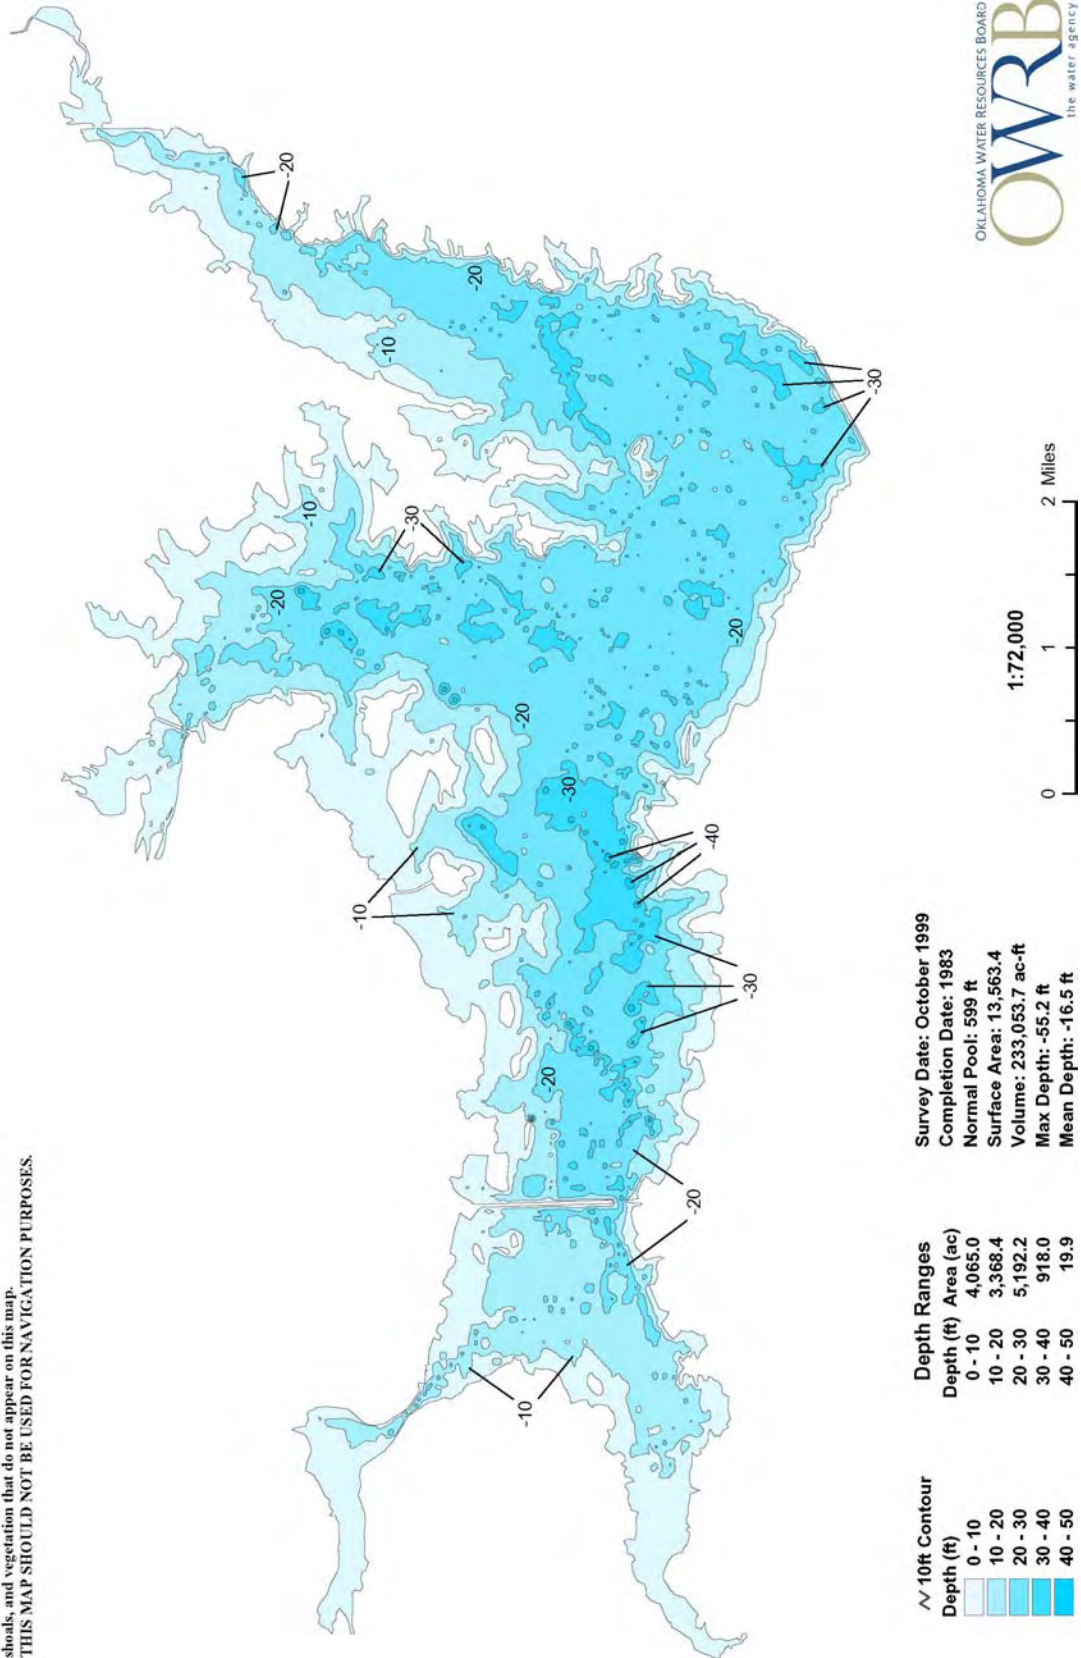 shoals, and vegetation that do not appear on this map.
THIS MAP SHOULD NOT BE USED FOR NAVIGATION PURPOSES.
-10
-20
-10
-20
-30
-20
-10
-30
-40
-20
-30
-20
-10
-30
-20
-10
-20
-20
-30
10ft Contour
Depth (ft)
0 - 10
10 - 20
20 - 30
30 - 40
40 - 50
Depth Ranges
Depth (ft) Area (ac)
0 - 10 4,065.0
10 - 20 3,368.4
20 - 30 5,192.2
30 - 40 918.0
40 - 50 19.9
Survey Date: October 1999
Completion Date: 1983
Normal Pool: 599 ft
Surface Area: 13,563.4
Volume: 233,053.7 ac-ft
Max Depth: -55.2 ft
Mean Depth: -16.5 ft
1:72,000
0 1 2 Miles
OKLAHOMA WATER RESOURCES BOARD
OWRB
the water agency